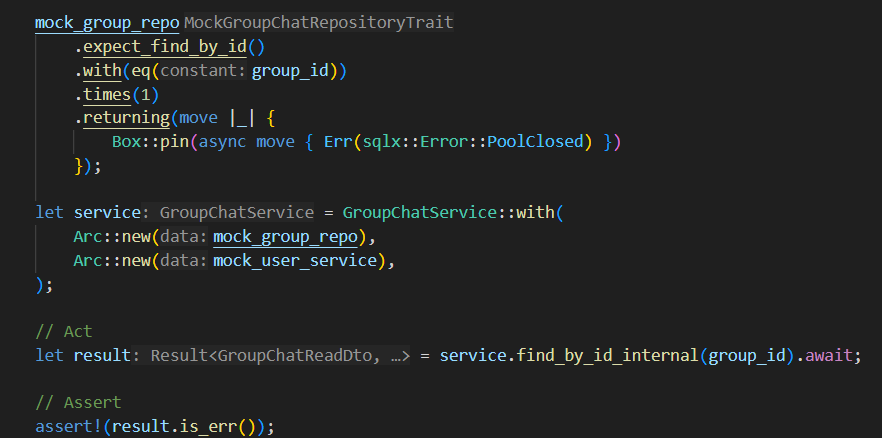 mock_group_repo MockGroupChatRepositoryTrait
.expect_find_by_id()
.with(eq(constant: group_id))
.times(1)
.returning(move |_| {
Box::pin(async move { Err(sqlx::Error::PoolClosed) })
});
let service: GroupChatService = GroupChatService::with(
Arc::new(data: mock_group_repo),
Arc::new(data: mock_user_service),
);
// Act
let result: Result<GroupChatReadDto, …> = service.find_by_id_internal(group_id).await;
// Assert
assert!(result.is_err());